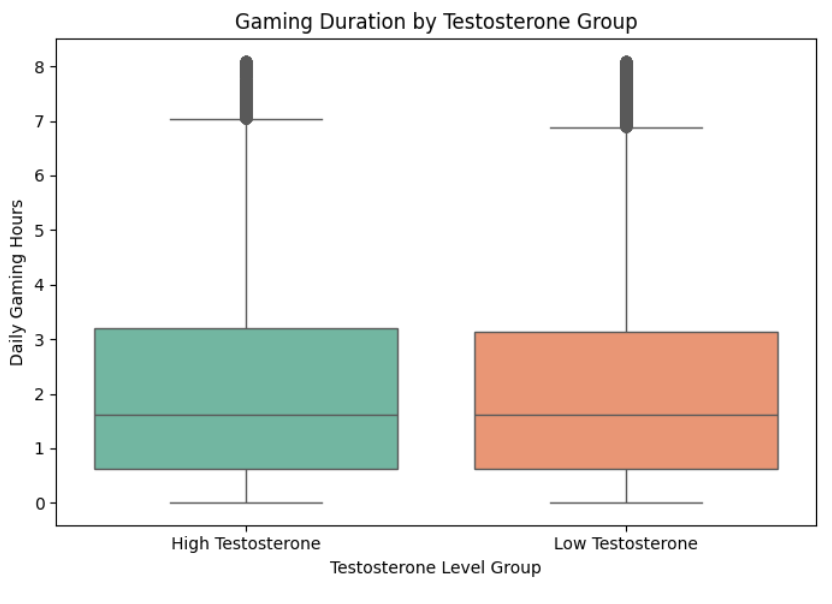 Gaming Duration by Testosterone Group
Daily Gaming Hours
8
7
6
5
4
3
2
1
0
High Testosterone
Low Testosterone
Testosterone Level Group